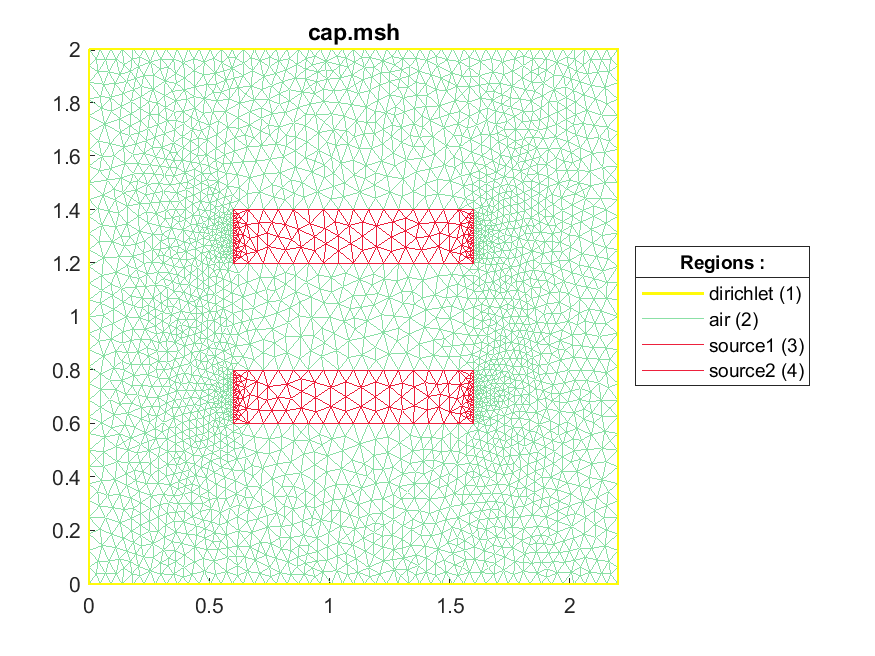 cap.msh
2
1.8
1.6
1.4
1.2
1
0.8
0.6
0.4
0.2
0
0 0.5 1 1.5 2
Regions :
dirichlet (1)
air (2)
source1 (3)
source2 (4)